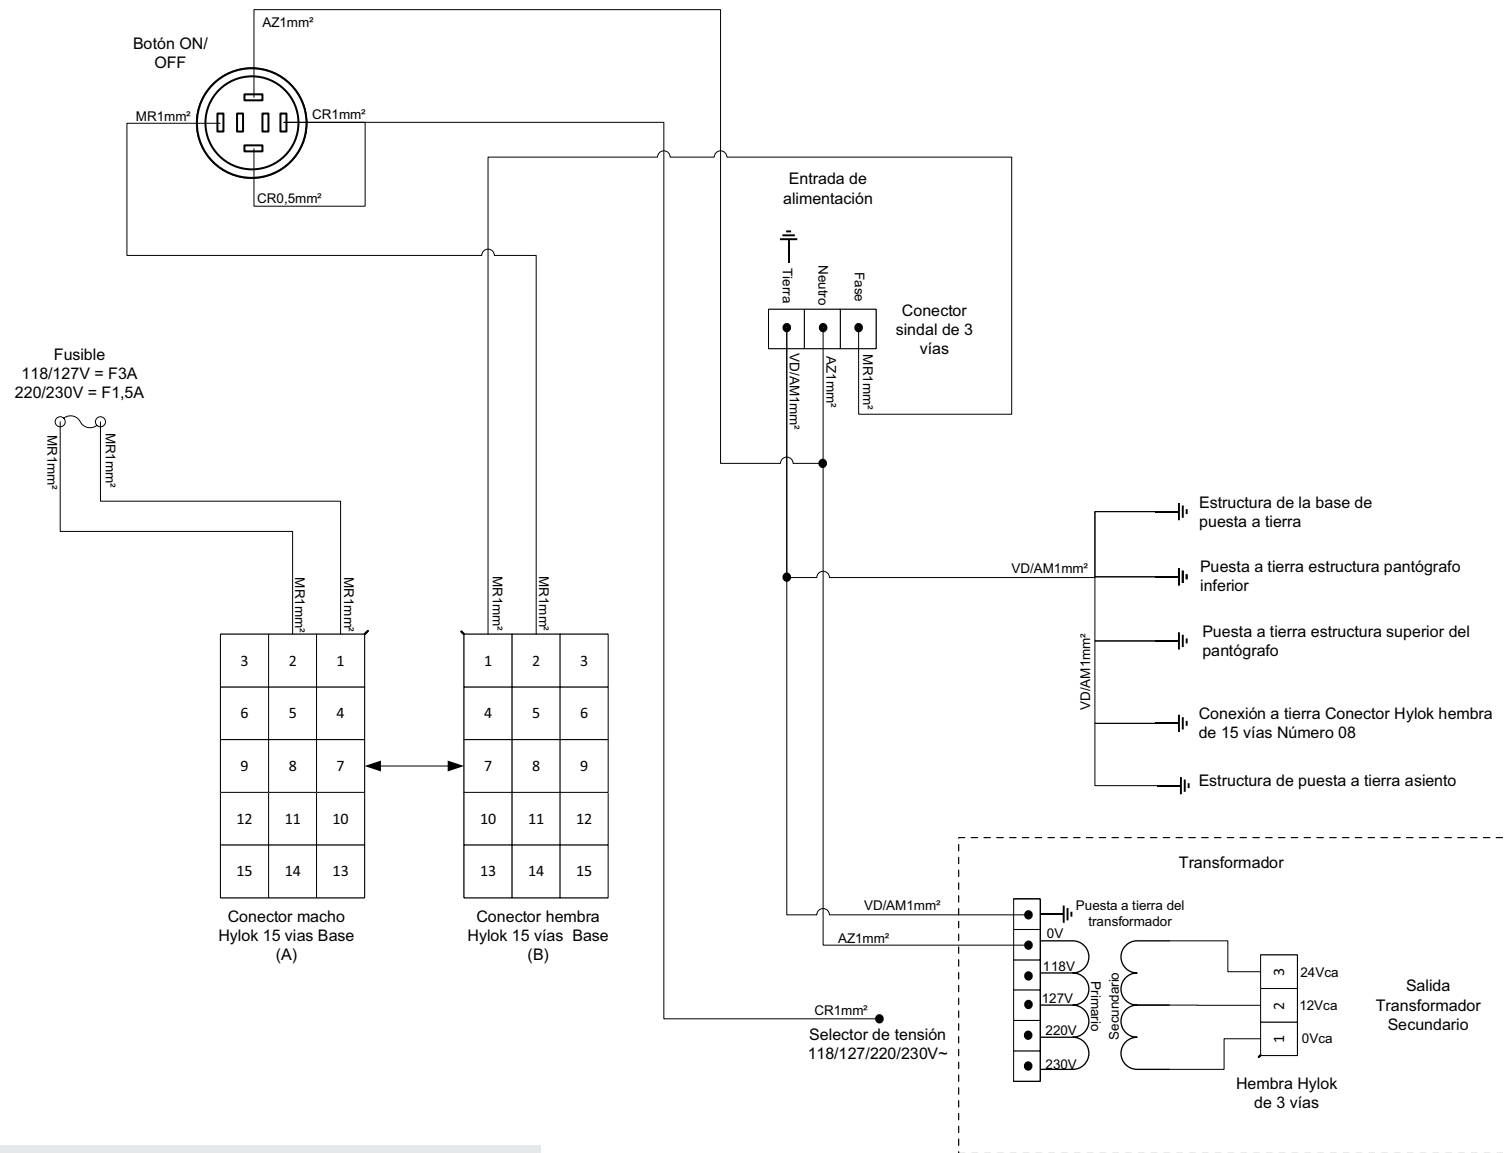 AZ1mm²
Botón ON/
OFF
MR1mm²
CR1mm²
CR0,5mm²
Entrada de
alimentación
Tierra
Neutro
Fase
Conector
sindal de 3
vías
VD/AM1mm²
AZ1mm²
MR1mm²
Fusible
118/127V = F3A
220/230V = F1,5A
MR1mm²
MR1mm²
MR1mm²
MR1mm²
MR1mm²
MR1mm²
3 2 1
6 5 4
9 8 7
12 11 10
15 14 13
Conector macho
Hylok 15 vias Base
(A)
1 2 3
4 5 6
7 8 9
10 11 12
13 14 15
Conector hembra
Hylok 15 vías Base
(B)
VD/AM1mm²
VD/AM1mm²
Estructura de la base de
puesta a tierra
Puesta a tierra estructura pantógrafo
inferior
Puesta a tierra estructura superior del
pantógrafo
Conexión a tierra Conector Hylok hembra
de 15 vías Número 08
Estructura de puesta a tierra asiento
Transformador
VD/AM1mm²
Puesta a tierra del
transformador
AZ1mm²
0V
118V
127V
220V
230V
Primario
Secundario
3
2
1
24Vca
12Vca
0Vca
Salida
Transformador
Secundario
Hembra Hylok
de 3 vías
CR1mm²
Selector de tensión
118/127/220/230V~